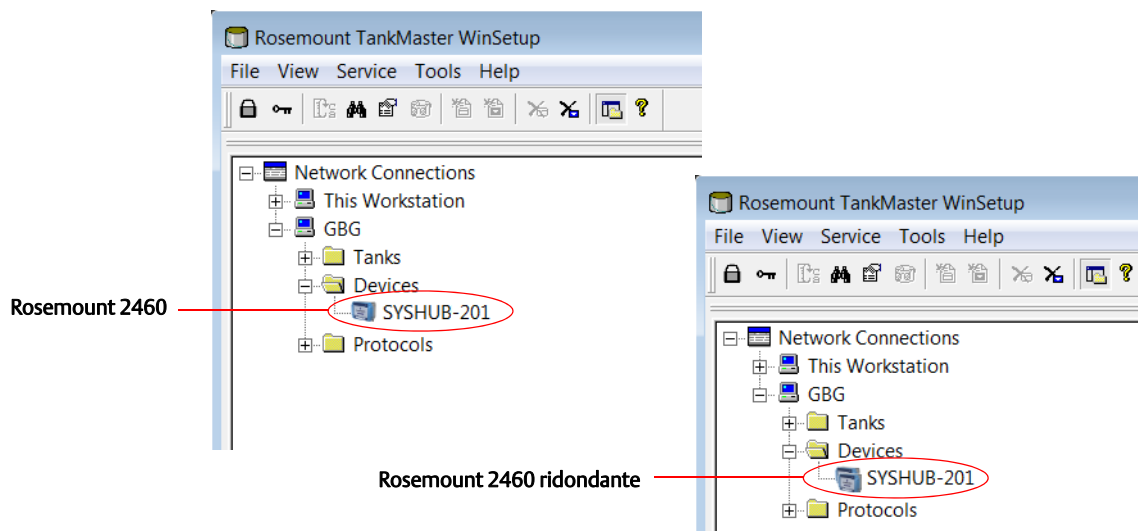 Rosemount TankMaster WinSetup
File View Service Tools Help
Network Connections
This Workstation
GBG
Tanks
Devices
Rosemount 2460
SYSHUB-201
Protocols
Rosemount TankMaster WinSetup
File View Service Tools Help
Network Connections
This Workstation
GBG
Tanks
Devices
Rosemount 2460 ridondante
SYSHUB-201
Protocols